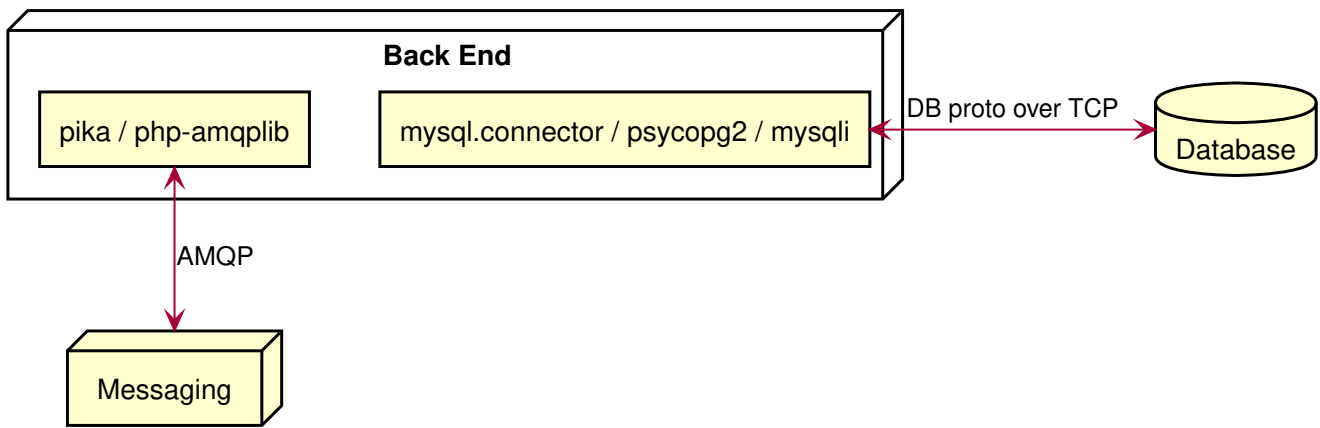 Back End
pika / php-amqplib
mysql.connector / psycopg2 / mysqli
DB proto over TCP
Database
AMQP
Messaging